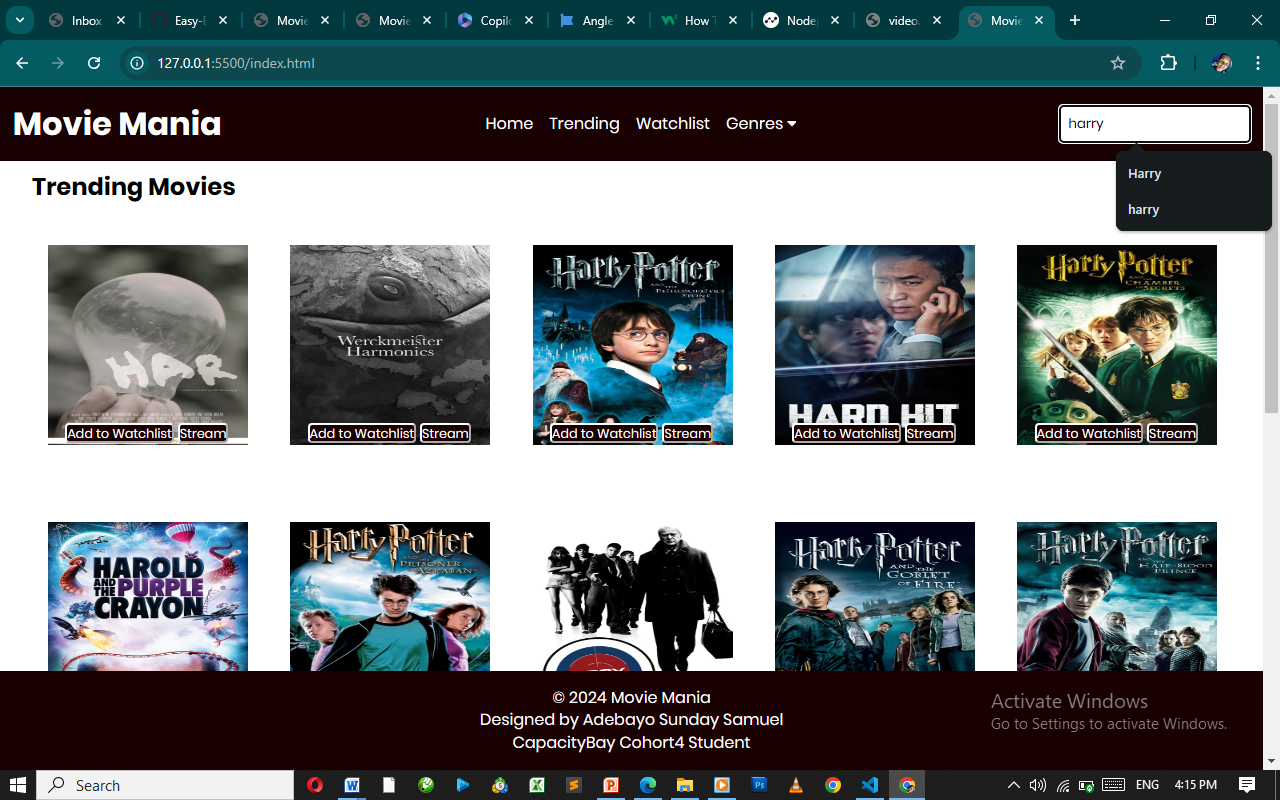 Inbox
Easy-E
Movie
Movie
Copilo
Angle
How T
Nodej
video.
Movie
127.0.0.1:5500/index.html
Movie Mania
Home Trending Watchlist Genres
harry
Harry
harry
Trending Movies
HAR
Werckmeister
Harmonics
Harry Potter
AND THE
PHILOSOPHER'S
STONE
HARD HIT
Harry Potter
AND THE
CHAMBER
OF SECRETS
Add to Watchlist Stream
Add to Watchlist Stream
Add to Watchlist Stream
Add to Watchlist Stream
Add to Watchlist Stream
HAROLD
AND THE PURPLE
CRAYON
Harry Potter
AND THE
PRISONER OF
AZKABAN
Harry Potter
AND THE
GOBLET
OF FIRE
Harry Potter
AND THE
HALF-BLOOD
PRINCE
© 2024 Movie Mania
Designed by Adebayo Sunday Samuel
CapacityBay Cohort4 Student
Activate Windows
Go to Settings to activate Windows.
Search
ENG
4:15 PM